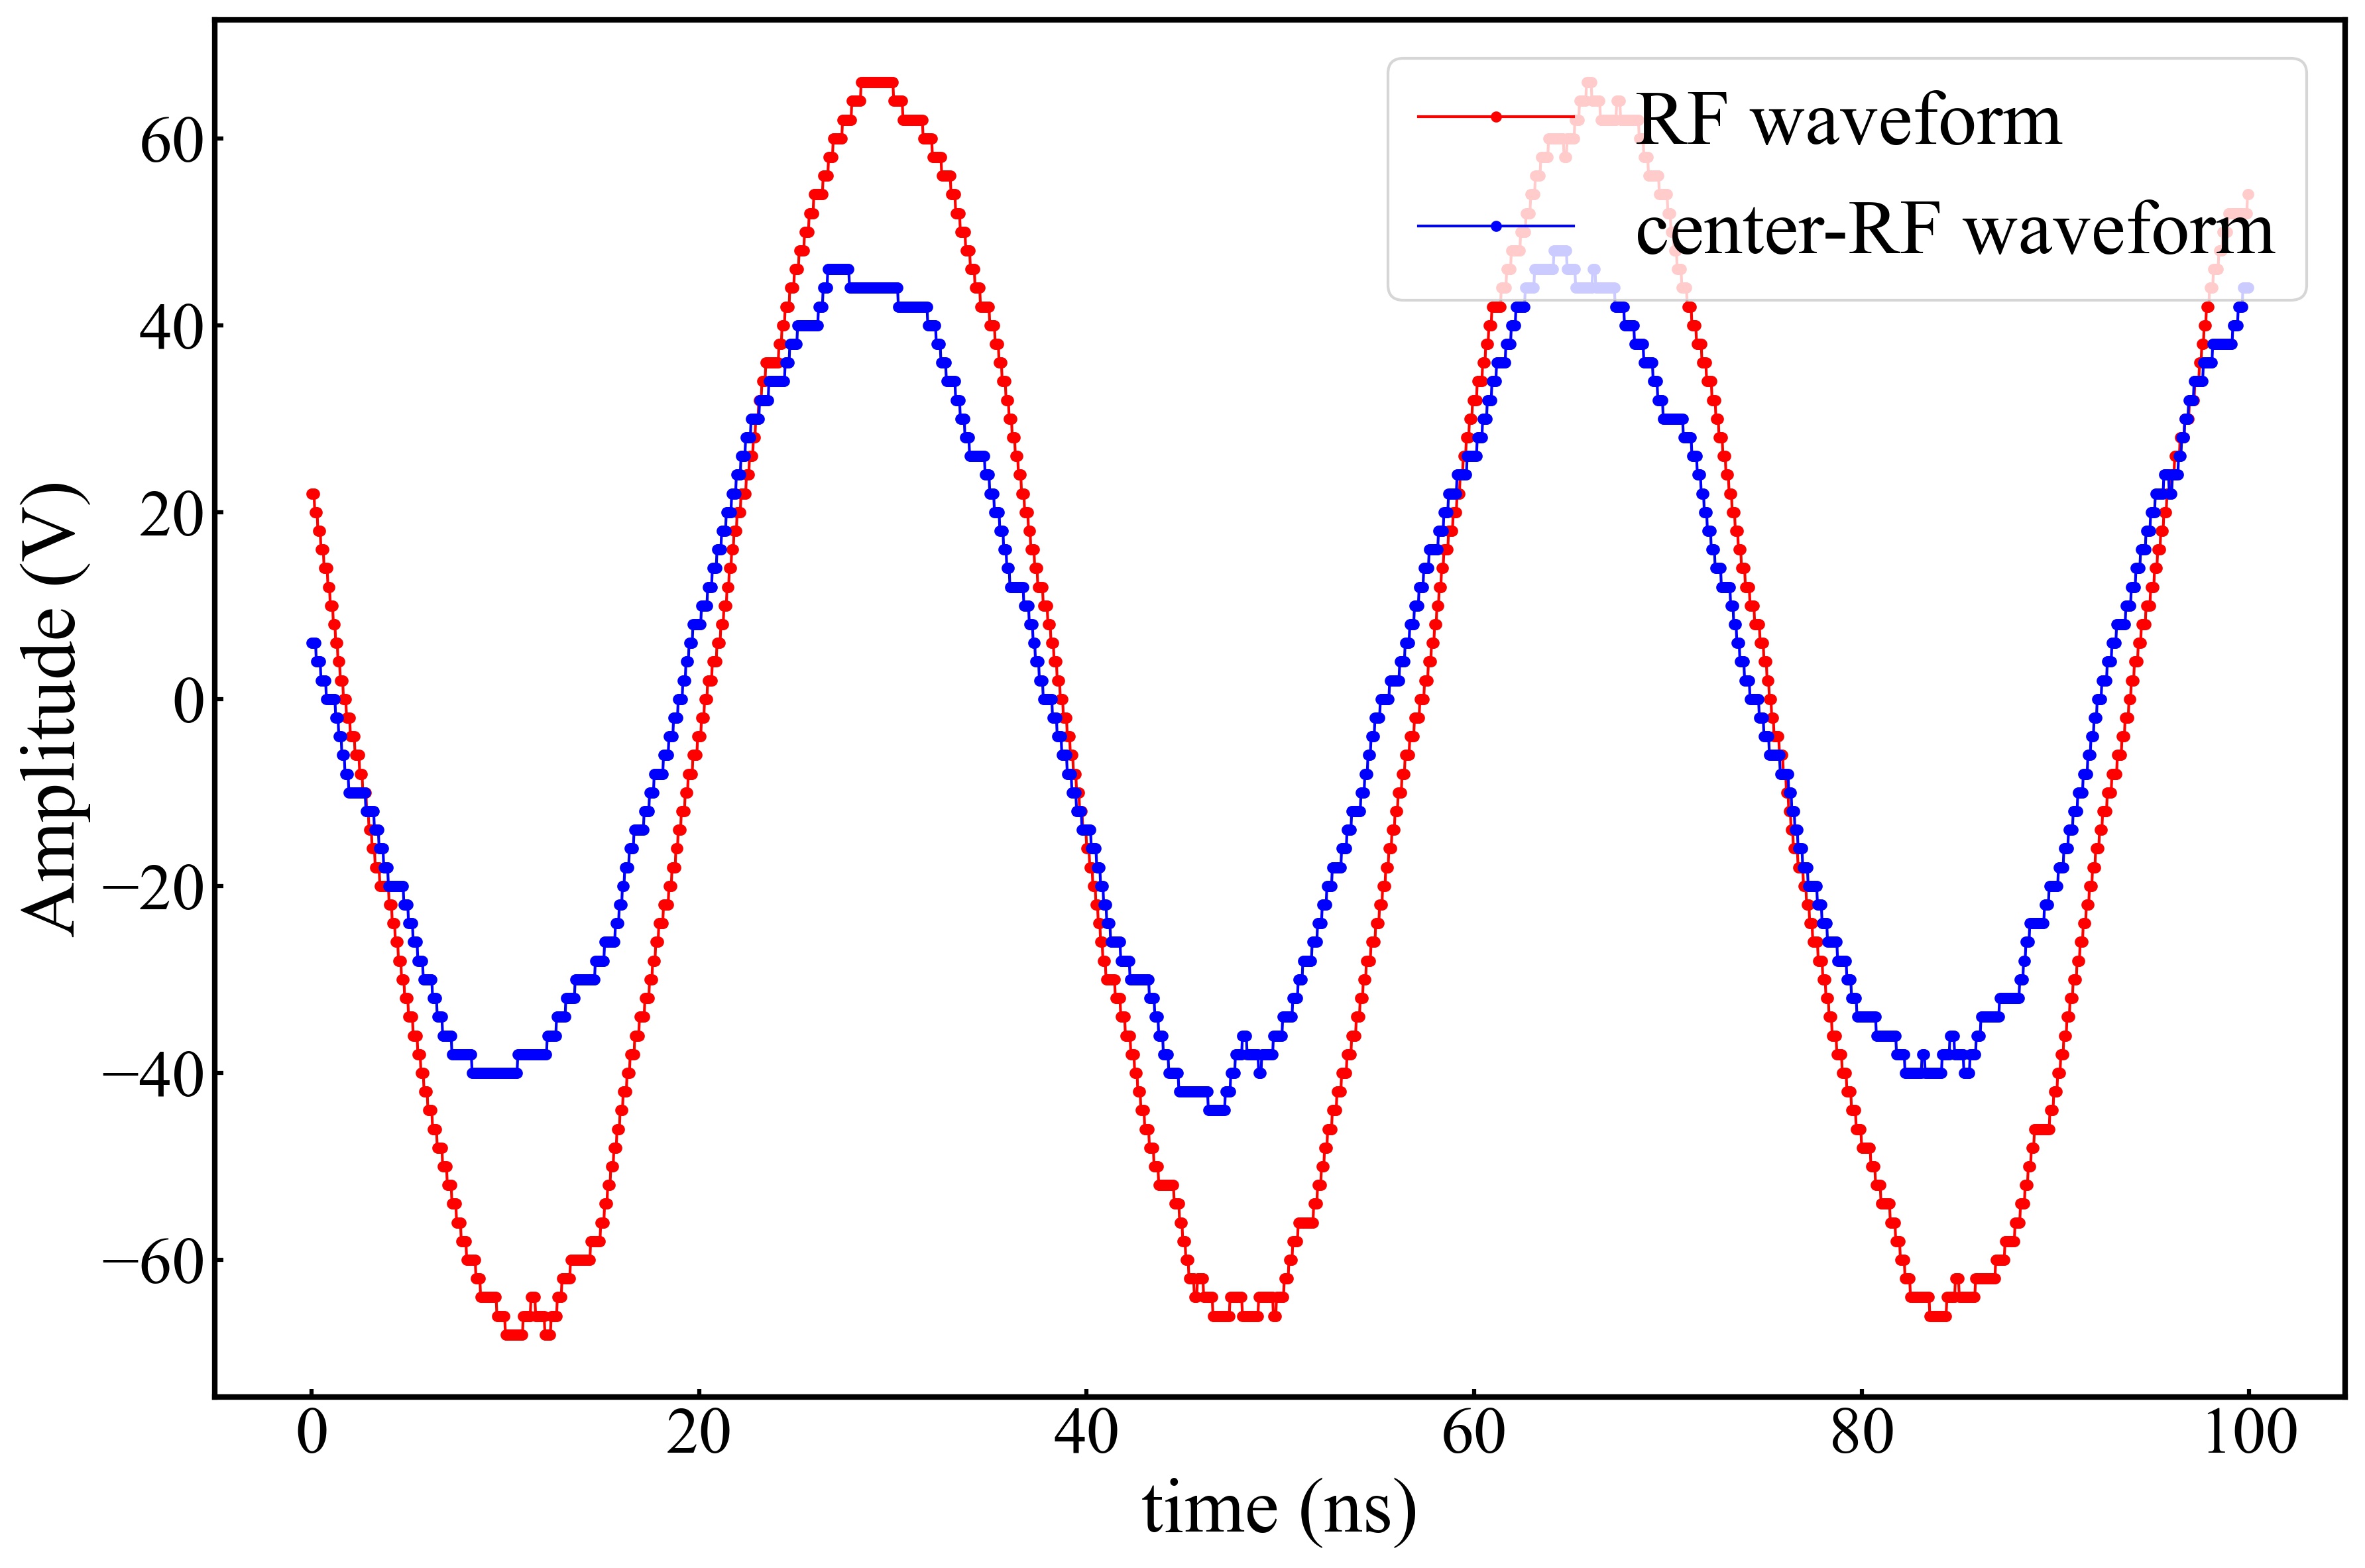 RF waveform
center-RF waveform
60
40
20
0
−20
−40
−60
Amplitude (V)
0 20 40 60 80 100
time (ns)